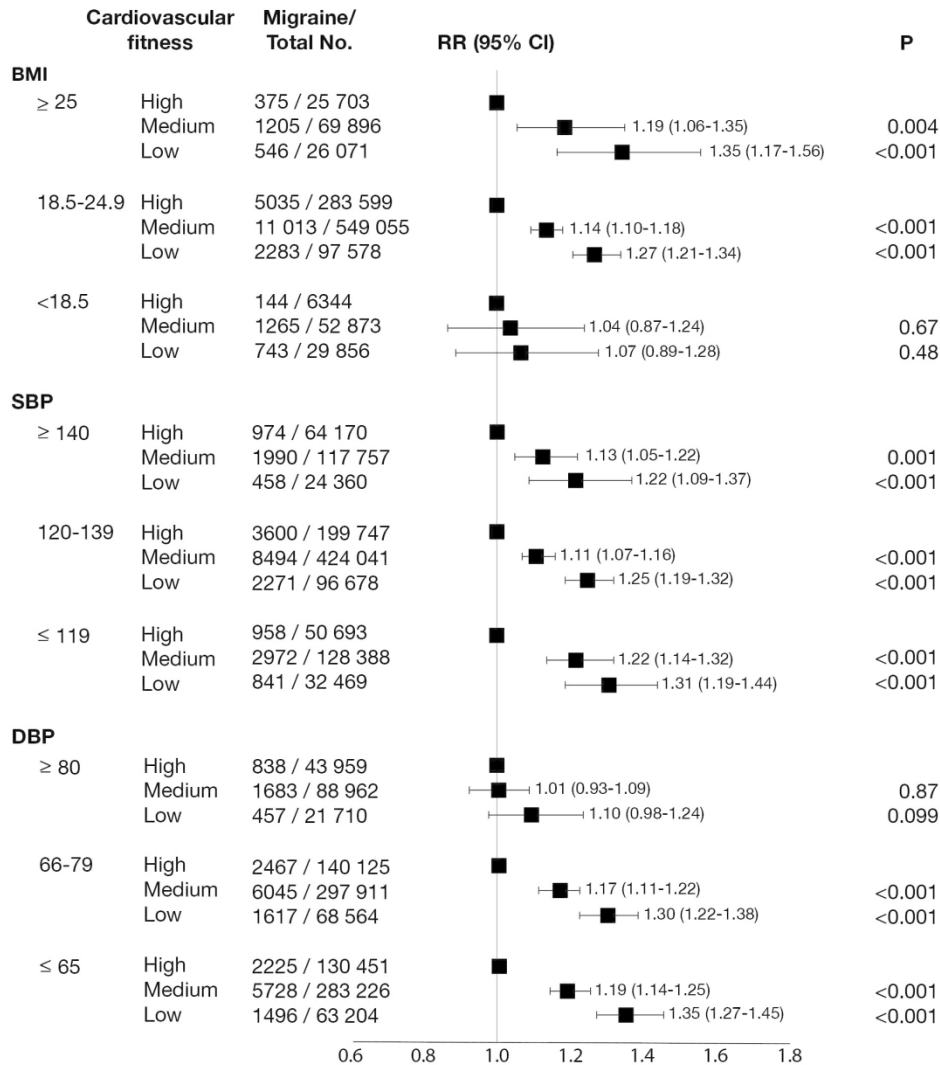 Cardiovascular fitness Migraine/ Total No. RR (95% CI) P
BMI
≥ 25 High 375 / 25 703
Medium 1205 / 69 896 1.19 (1.06-1.35) 0.004
Low 546 / 26 071 1.35 (1.17-1.56) <0.001
18.5-24.9 High 5035 / 283 599
Medium 11 013 / 549 055 1.14 (1.10-1.18) <0.001
Low 2283 / 97 578 1.27 (1.21-1.34) <0.001
<18.5 High 144 / 6344
Medium 1265 / 52 873 1.04 (0.87-1.24) 0.67
Low 743 / 29 856 1.07 (0.89-1.28) 0.48
SBP
≥ 140 High 974 / 64 170
Medium 1990 / 117 757 1.13 (1.05-1.22) 0.001
Low 458 / 24 360 1.22 (1.09-1.37) <0.001
120-139 High 3600 / 199 747
Medium 8494 / 424 041 1.11 (1.07-1.16) <0.001
Low 2271 / 96 678 1.25 (1.19-1.32) <0.001
≤ 119 High 958 / 50 693
Medium 2972 / 128 388 1.22 (1.14-1.32) <0.001
Low 841 / 32 469 1.31 (1.19-1.44) <0.001
DBP
≥ 80 High 838 / 43 959
Medium 1683 / 88 962 1.01 (0.93-1.09) 0.87
Low 457 / 21 710 1.10 (0.98-1.24) 0.099
66-79 High 2467 / 140 125
Medium 6045 / 297 911 1.17 (1.11-1.22) <0.001
Low 1617 / 68 564 1.30 (1.22-1.38) <0.001
≤ 65 High 2225 / 130 451
Medium 5728 / 283 226 1.19 (1.14-1.25) <0.001
Low 1496 / 63 204 1.35 (1.27-1.45) <0.001
0.6 1.0 1.2 1.4 1.6 1.8